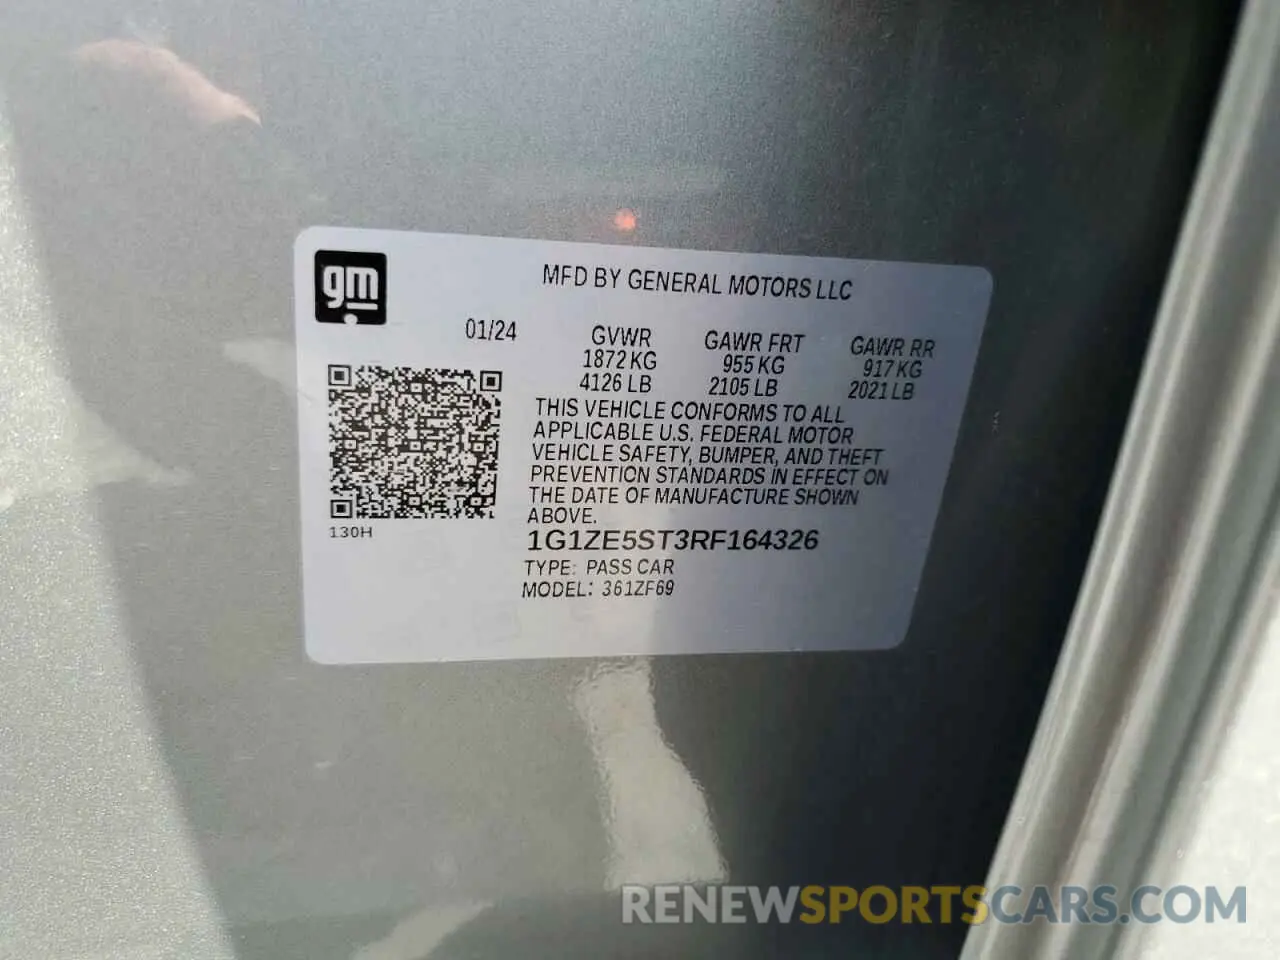 gm
MFD BY GENERAL MOTORS LLC
01/24 GVWR GAWR FRT GAWR RR
1872 KG 955 KG 917 KG
4126 LB 2105 LB 2021 LB
THIS VEHICLE CONFORMS TO ALL
APPLICABLE U.S. FEDERAL MOTOR
VEHICLE SAFETY, BUMPER, AND THEFT
PREVENTION STANDARDS IN EFFECT ON
THE DATE OF MANUFACTURE SHOWN
ABOVE.
130H
1G1ZE5ST3RF164326
TYPE: PASS CAR
MODEL: 361ZF69
RENEWSPORTSCARS.COM